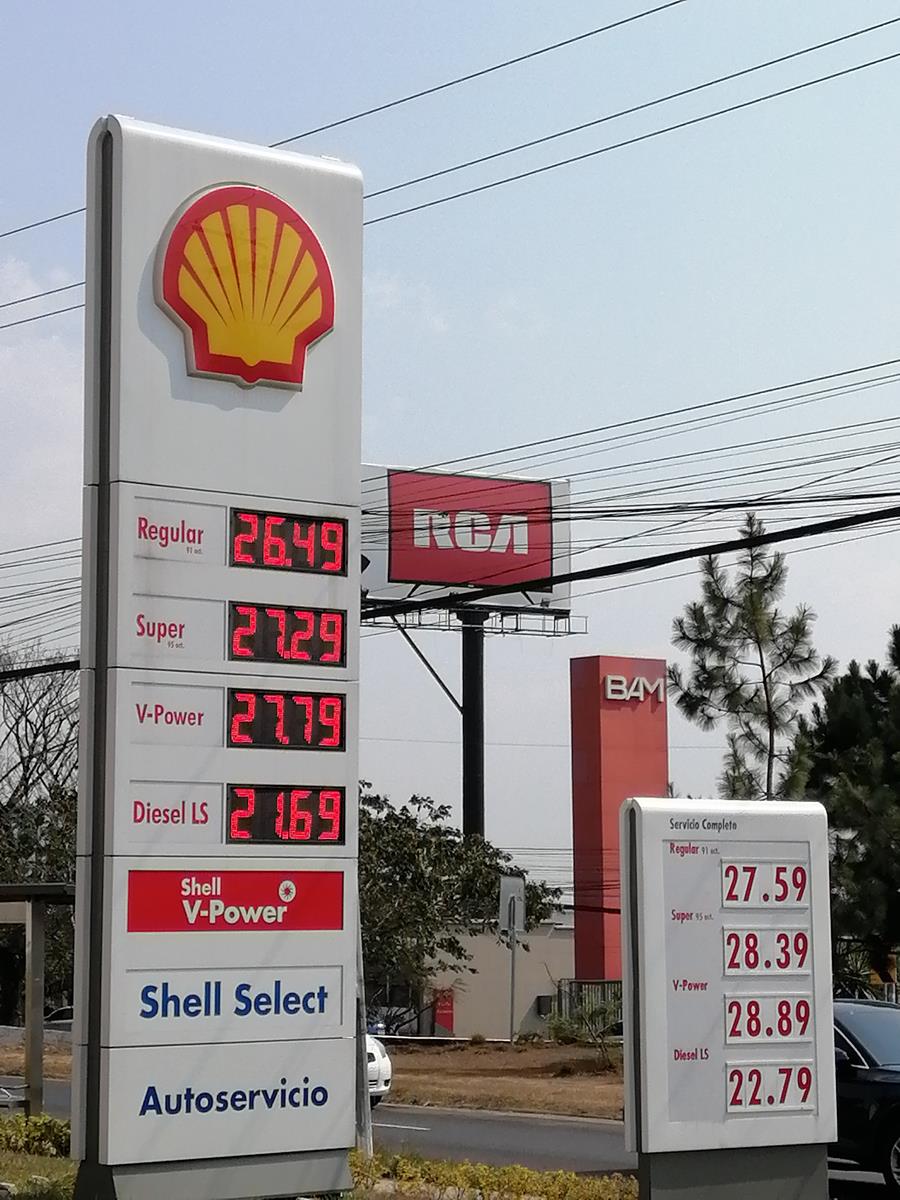 Regular 91 oct. 26.49
Super 95 oct. 27.29
V-Power 27.79
Diesel LS 21.69
Shell
V-Power
Shell Select
Autoservicio
RCA
BAM
Servicio Completo
Regular 91 oct.
27.59
Super 95 oct.
28.39
V-Power
28.89
Diesel LS
22.79